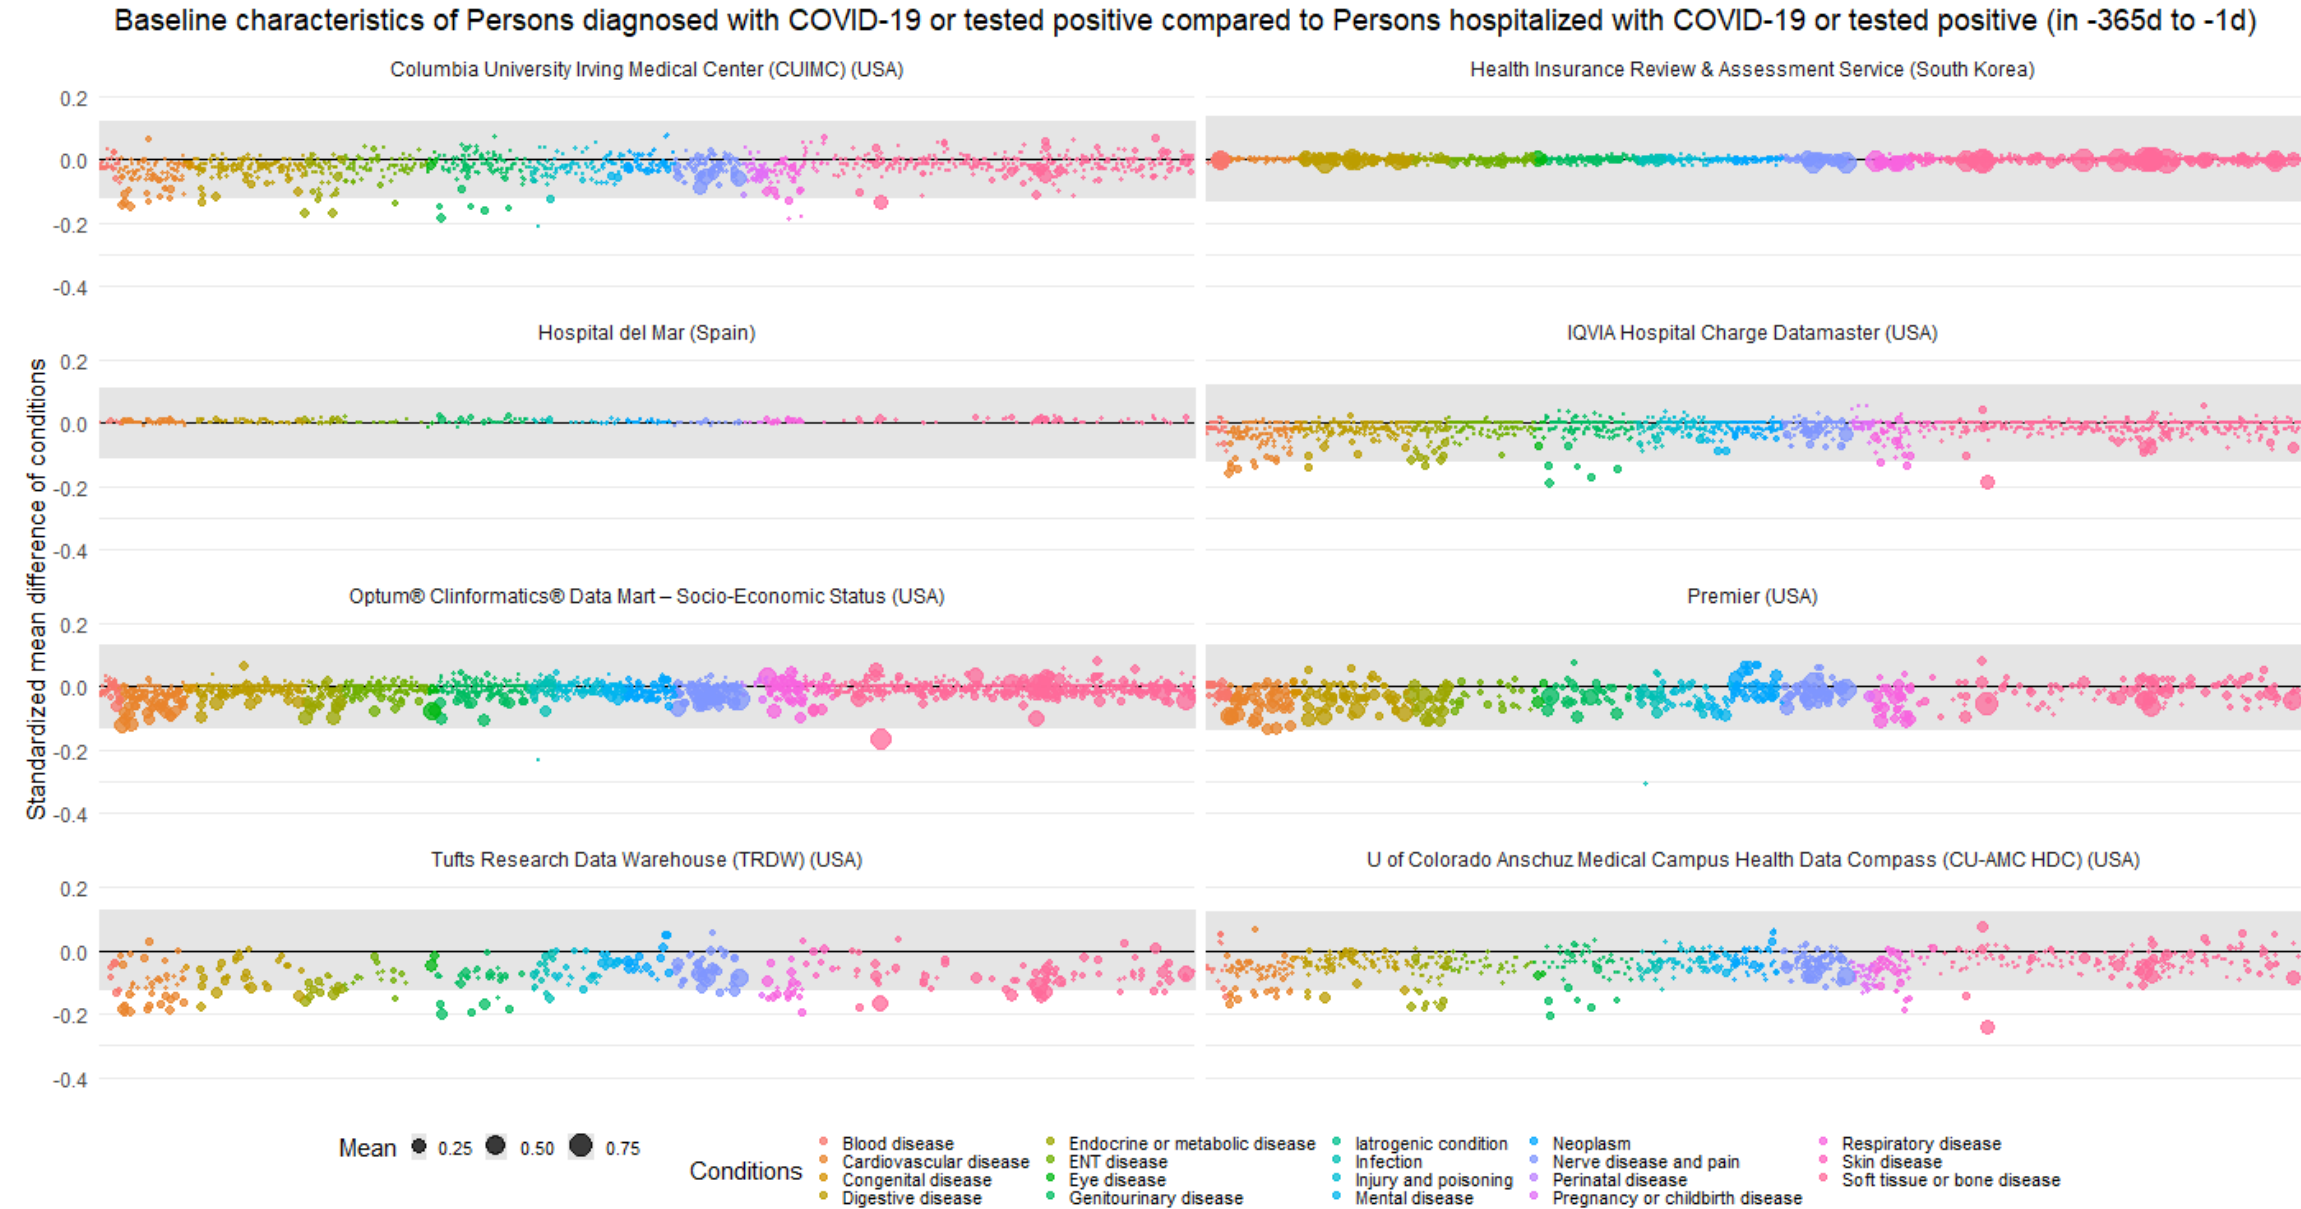 Baseline characteristics of Persons diagnosed with COVID-19 or tested positive compared to Persons hospitalized with COVID-19 or tested positive (in -365d to -1d)
Standardized mean difference of conditions
Columbia University Irving Medical Center (CUIMC) (USA)
Health Insurance Review & Assessment Service (South Korea)
0.2
0.0
-0.2
-0.4
Hospital del Mar (Spain)
IQVIA Hospital Charge Datamaster (USA)
0.2
0.0
-0.2
-0.4
Optum® Clinformatics® Data Mart – Socio-Economic Status (USA)
Premier (USA)
0.2
0.0
-0.2
-0.4
Tufts Research Data Warehouse (TRDW) (USA)
U of Colorado Anschuz Medical Campus Health Data Compass (CU-AMC HDC) (USA)
0.2
0.0
-0.2
-0.4
Mean
0.25
0.50
0.75
Conditions
Blood disease
Cardiovascular disease
Congenital disease
Digestive disease
Endocrine or metabolic disease
ENT disease
Eye disease
Genitourinary disease
Iatrogenic condition
Infection
Injury and poisoning
Mental disease
Neoplasm
Nerve disease and pain
Perinatal disease
Pregnancy or childbirth disease
Respiratory disease
Skin disease
Soft tissue or bone disease